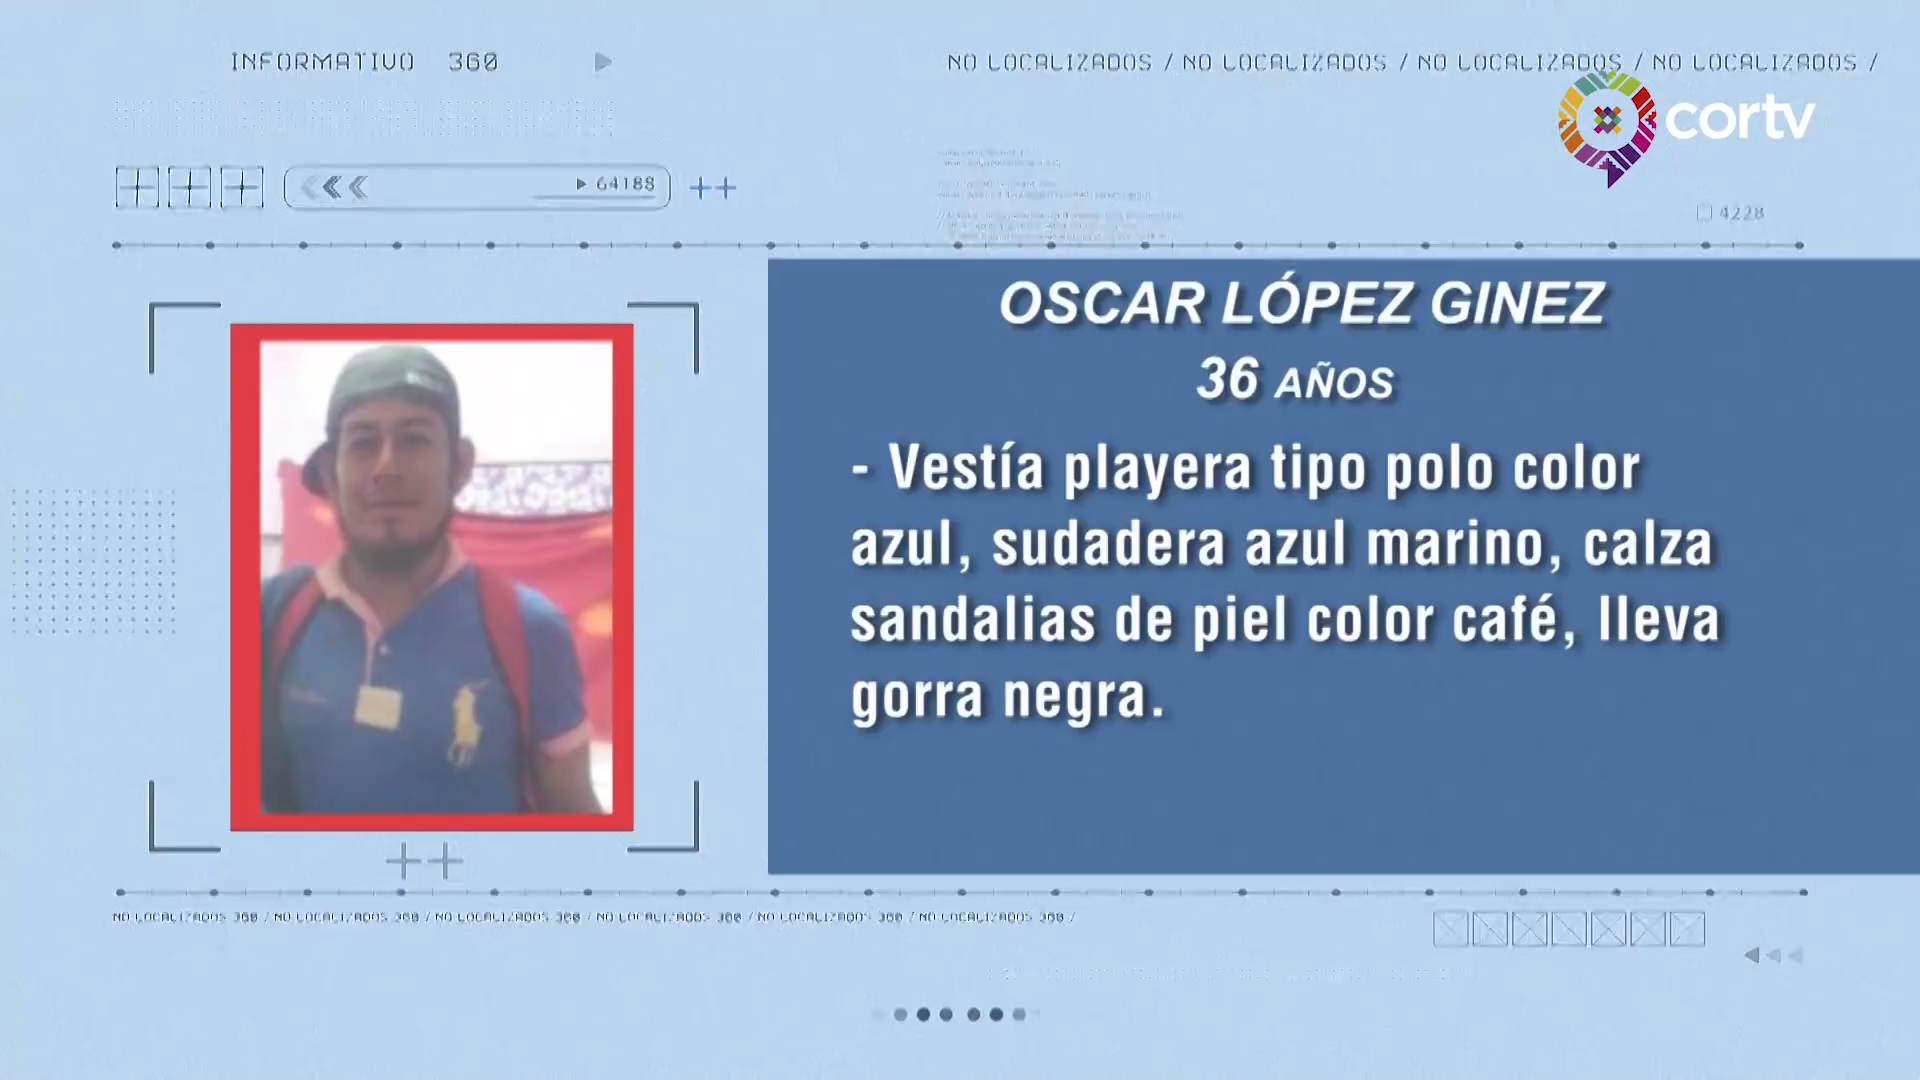 INFORMATIVO 360
NO LOCALIZADOS / NO LOCALIZADOS / NO LOCALIZADOS / NO LOCALIZADOS /
cortv
64188
4228
OSCAR LÓPEZ GINEZ
36 AÑOS
- Vestía playera tipo polo color
azul, sudadera azul marino, calza
sandalias de piel color café, lleva
gorra negra.
NO LOCALIZADOS 360 / NO LOCALIZADOS 360 / NO LOCALIZADOS 360 / NO LOCALIZADOS 360 / NO LOCALIZADOS 360 / NO LOCALIZADOS 360 /